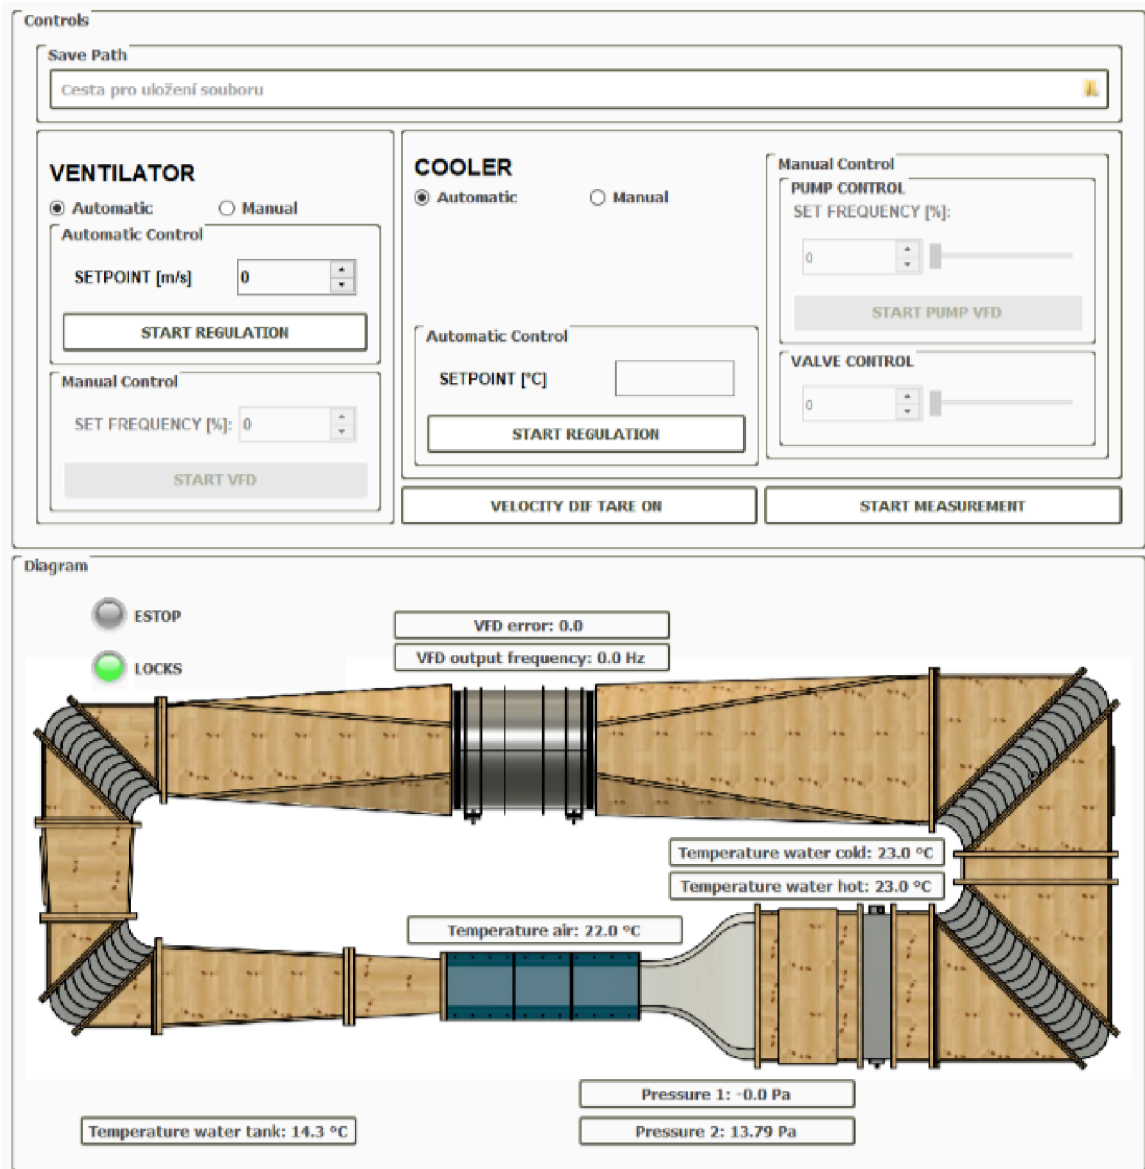 Controls
Save Path
Cesta pro uložení souboru
VENTILATOR
Automatic Manual
Automatic Control
SETPOINT [m/s] 0
START REGULATION
Manual Control
SET FREQUENCY [%]: 0
START VFD
COOLER
Automatic Manual
Automatic Control
SETPOINT [°C]
START REGULATION
Manual Control
PUMP CONTROL
SET FREQUENCY [%]:
0
START PUMP VFD
VALVE CONTROL
0
VELOCITY DIF TARE ON
START MEASUREMENT
Diagram
ESTOP
LOCKS
VFD error: 0.0
VFD output frequency: 0.0 Hz
Temperature water cold: 23.0 °C
Temperature water hot: 23.0 °C
Temperature air: 22.0 °C
Pressure 1: -0.0 Pa
Temperature water tank: 14.3 °C
Pressure 2: 13.79 Pa